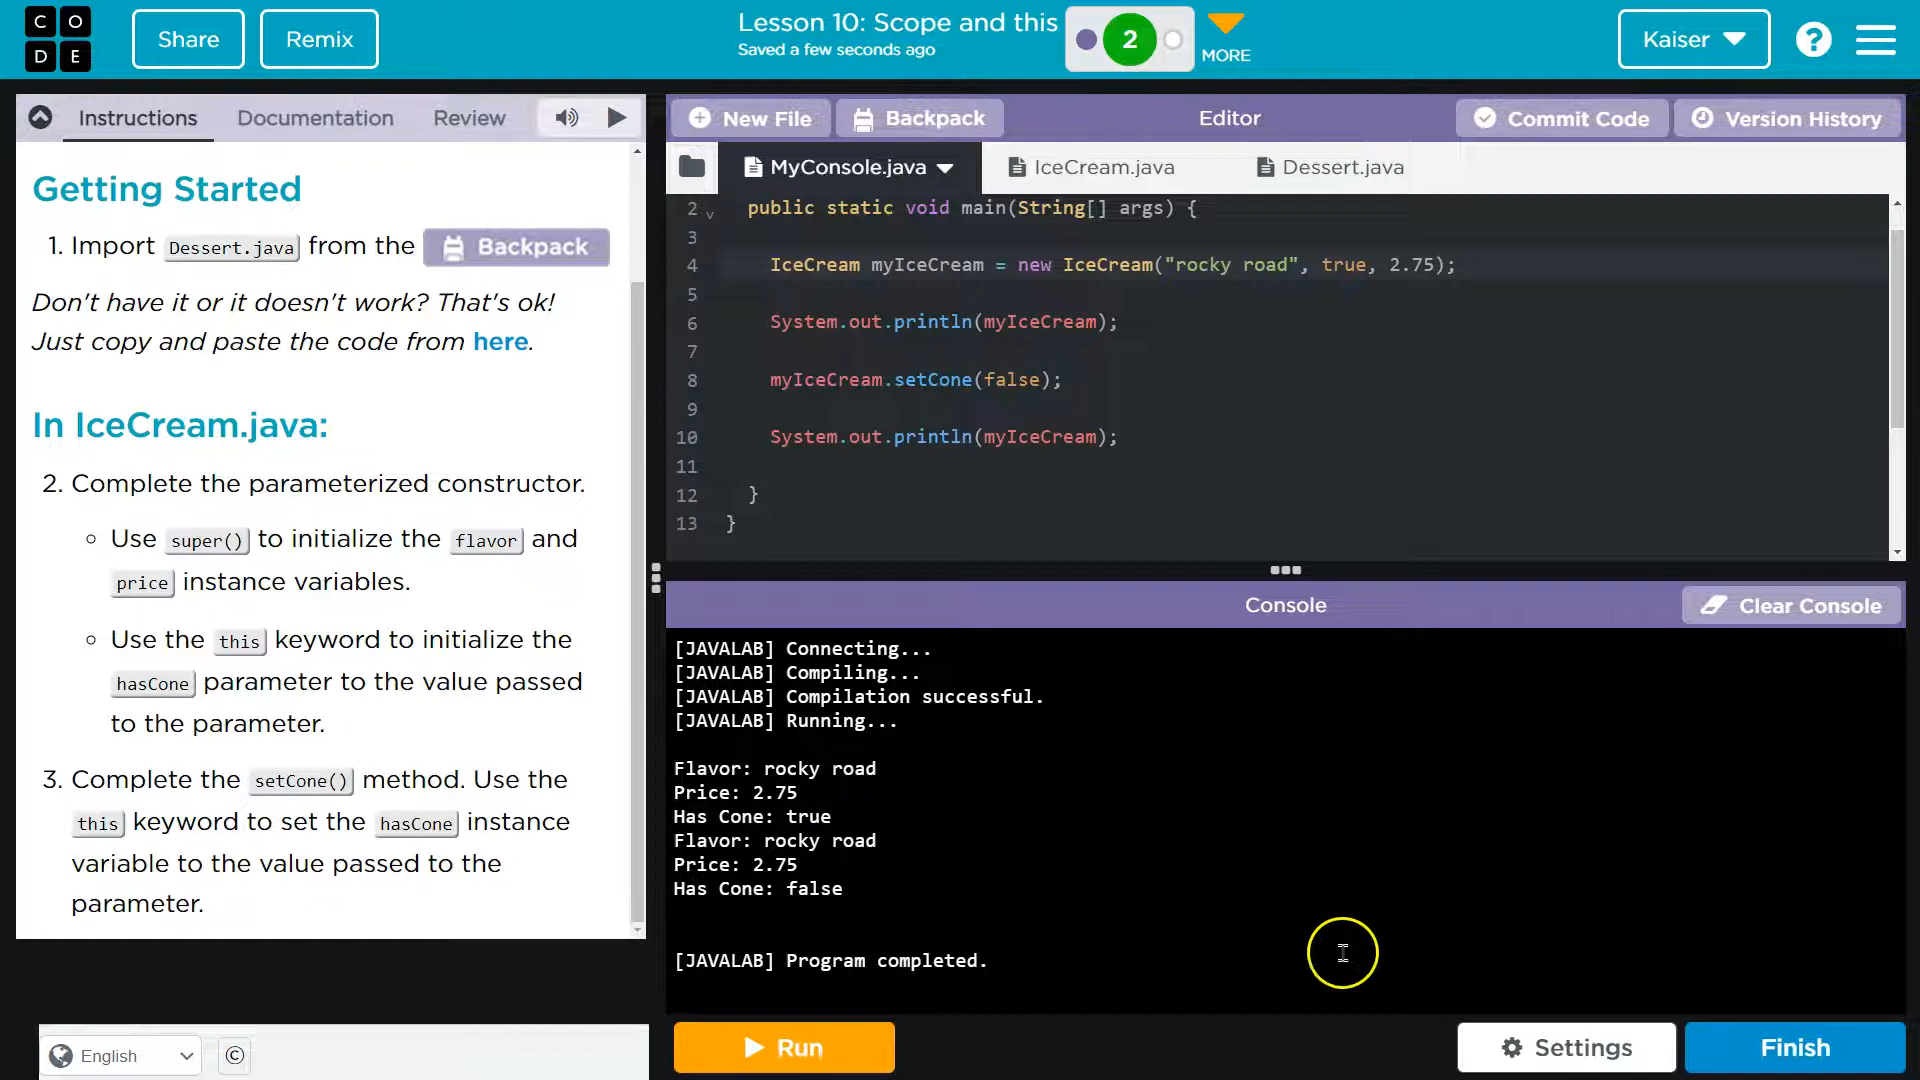 C O
D E
Share
Remix
Lesson 10: Scope and this
Saved a few seconds ago
2
MORE
Kaiser
?
Instructions
Documentation
Review
Getting Started
1. Import Dessert.java from the Backpack
Don't have it or it doesn't work? That's ok!
Just copy and paste the code from here.
In IceCream.java:
2. Complete the parameterized constructor.
Use super() to initialize the flavor and
price instance variables.
Use the this keyword to initialize the
hasCone parameter to the value passed
to the parameter.
3. Complete the setCone() method. Use the
this keyword to set the hasCone instance
variable to the value passed to the
parameter.
English
©
New File
Backpack
Editor
Commit Code
Version History
MyConsole.java
IceCream.java
Dessert.java
2 public static void main(String[] args) {
3
4 IceCream myIceCream = new IceCream("rocky road", true, 2.75);
5
6 System.out.println(myIceCream);
7
8 myIceCream.setCone(false);
9
10 System.out.println(myIceCream);
11
12 }
13 }
Console
Clear Console
[JAVALAB] Connecting...
[JAVALAB] Compiling...
[JAVALAB] Compilation successful.
[JAVALAB] Running...
Flavor: rocky road
Price: 2.75
Has Cone: true
Flavor: rocky road
Price: 2.75
Has Cone: false
[JAVALAB] Program completed.
Run
Settings
Finish